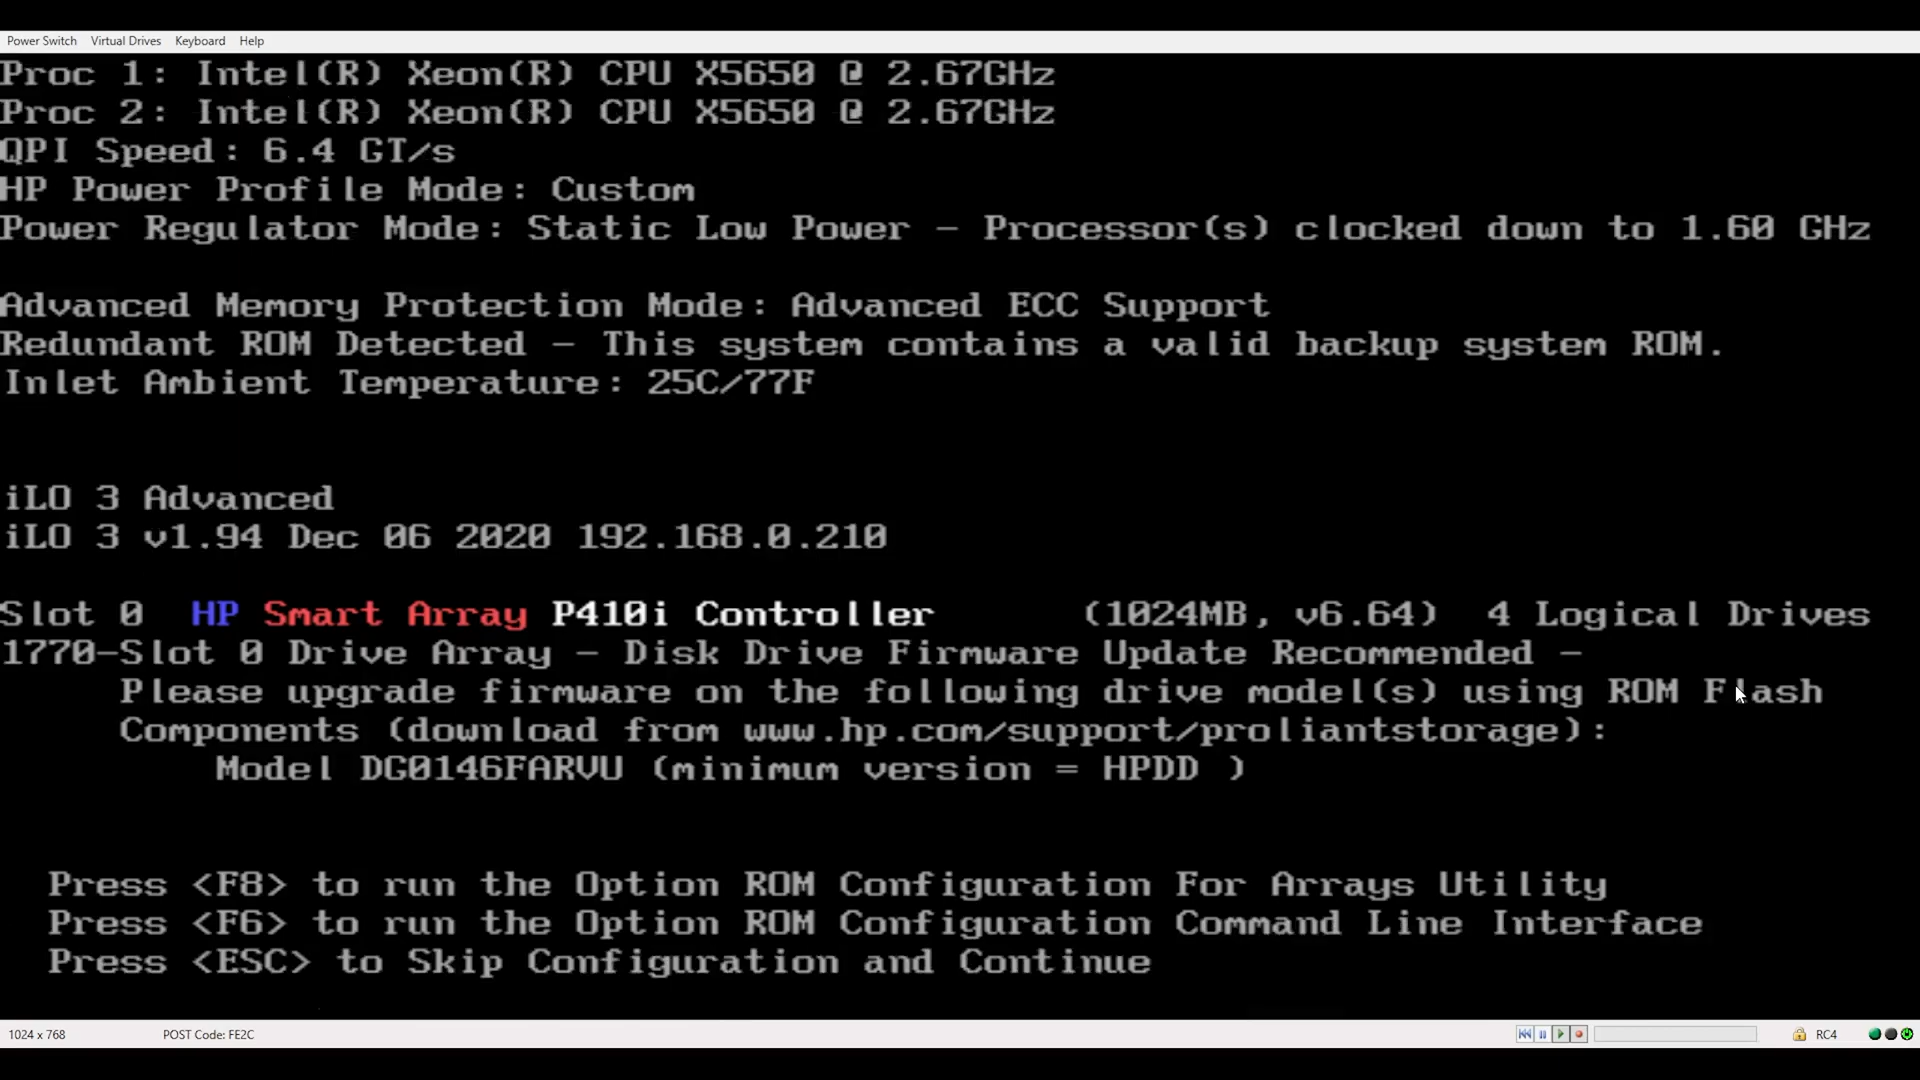 Power Switch Virtual Drives Keyboard Help
Proc 1: Intel(R) Xeon(R) CPU X5650 @ 2.67GHz
Proc 2: Intel(R) Xeon(R) CPU X5650 @ 2.67GHz
QPI Speed: 6.4 GT/s
HP Power Profile Mode: Custom
Power Regulator Mode: Static Low Power - Processor(s) clocked down to 1.60 GHz
Advanced Memory Protection Mode: Advanced ECC Support
Redundant ROM Detected - This system contains a valid backup system ROM.
Inlet Ambient Temperature: 25C/77F
iLO 3 Advanced
iLO 3 v1.94 Dec 06 2020 192.168.0.210
Slot 0 HP Smart Array P410i Controller (1024MB, v6.64) 4 Logical Drives
1770-Slot 0 Drive Array - Disk Drive Firmware Update Recommended -
Please upgrade firmware on the following drive model(s) using ROM Flash
Components (download from www.hp.com/support/proliantstorage):
Model DG0146FARVU (minimum version = HPDD )
Press <F8> to run the Option ROM Configuration For Arrays Utility
Press <F6> to run the Option ROM Configuration Command Line Interface
Press <ESC> to Skip Configuration and Continue
1024 x 768 POST Code: FE2C RC4